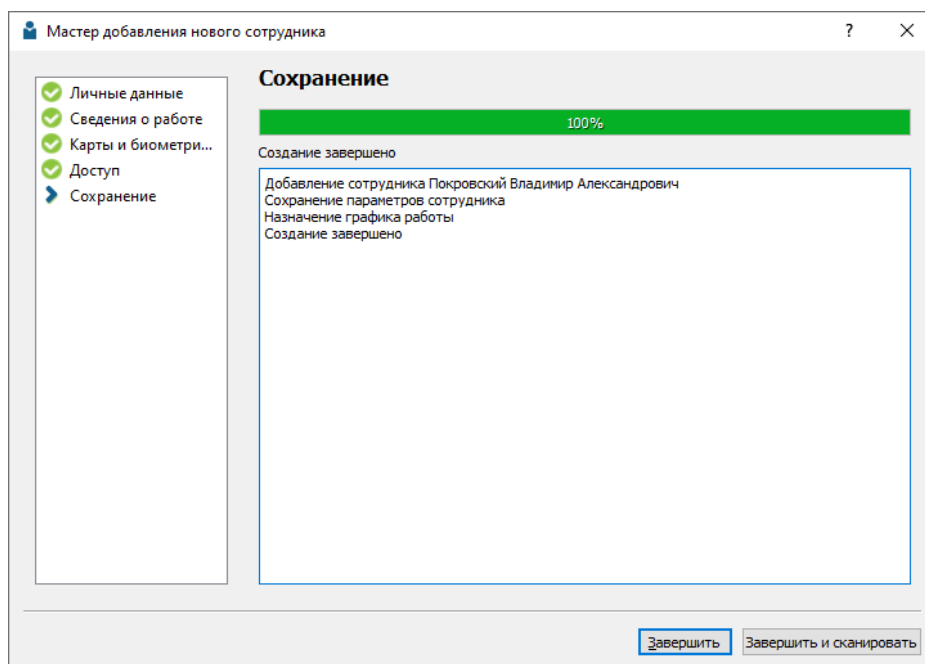 Мастер добавления нового сотрудника
?
Личные данные
Сведения о работе
Карты и биометри...
Доступ
Сохранение
Сохранение
100%
Создание завершено
Добавление сотрудника Покровский Владимир Александрович
Сохранение параметров сотрудника
Назначение графика работы
Создание завершено
Завершить
Завершить и сканировать